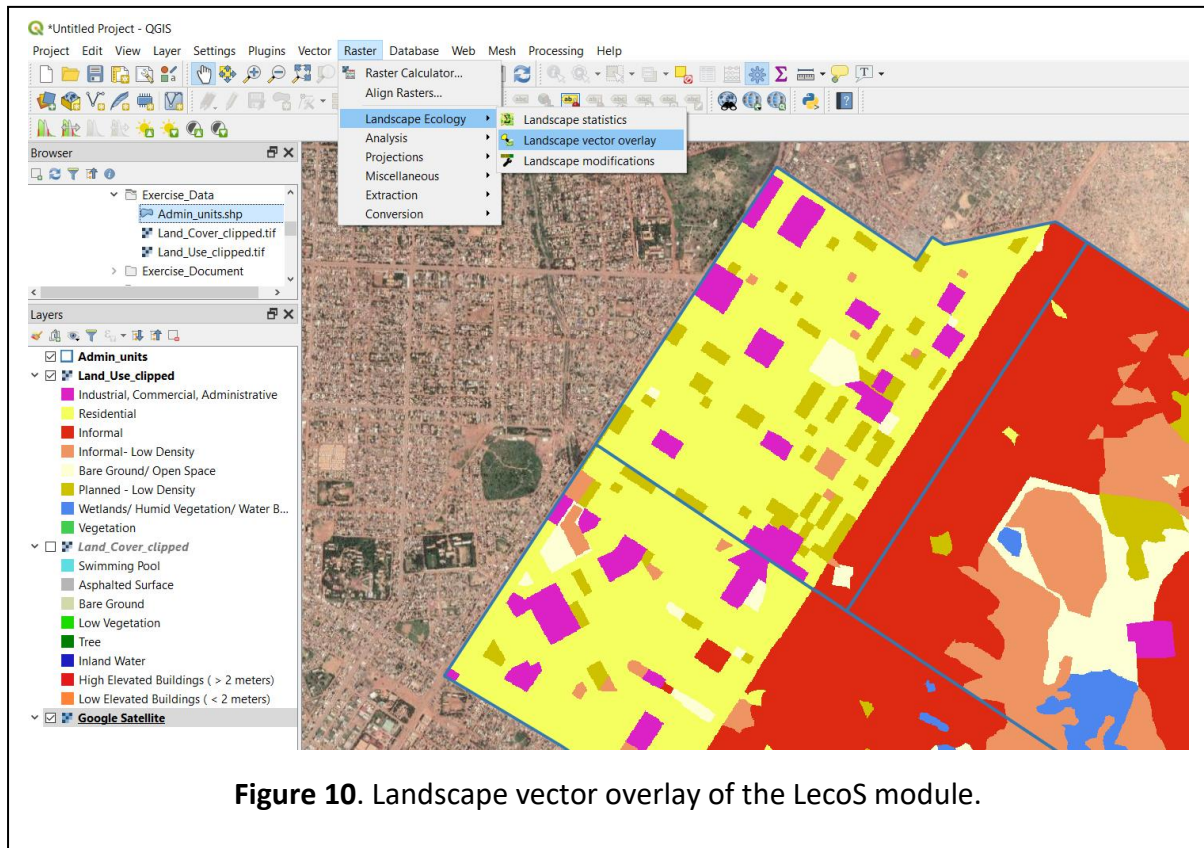 *Untitled Project - QGIS
Project Edit View Layer Settings Plugins Vector Raster Database Web Mesh Processing Help
Raster Calculator...
Align Rasters...
Landscape Ecology
Analysis
Projections
Miscellaneous
Extraction
Conversion
Landscape statistics
Landscape vector overlay
Landscape modifications
Browser
Exercise_Data
Admin_units.shp
Land_Cover_clipped.tif
Land_Use_clipped.tif
Exercise_Document
Layers
Admin_units
Land_Use_clipped
Industrial, Commercial, Administrative
Residential
Informal
Informal- Low Density
Bare Ground/ Open Space
Planned - Low Density
Wetlands/ Humid Vegetation/ Water B...
Vegetation
Land_Cover_clipped
Swimming Pool
Asphalted Surface
Bare Ground
Low Vegetation
Tree
Inland Water
High Elevated Buildings ( > 2 meters)
Low Elevated Buildings ( < 2 meters)
Google Satellite
Figure 10. Landscape vector overlay of the LecoS module.